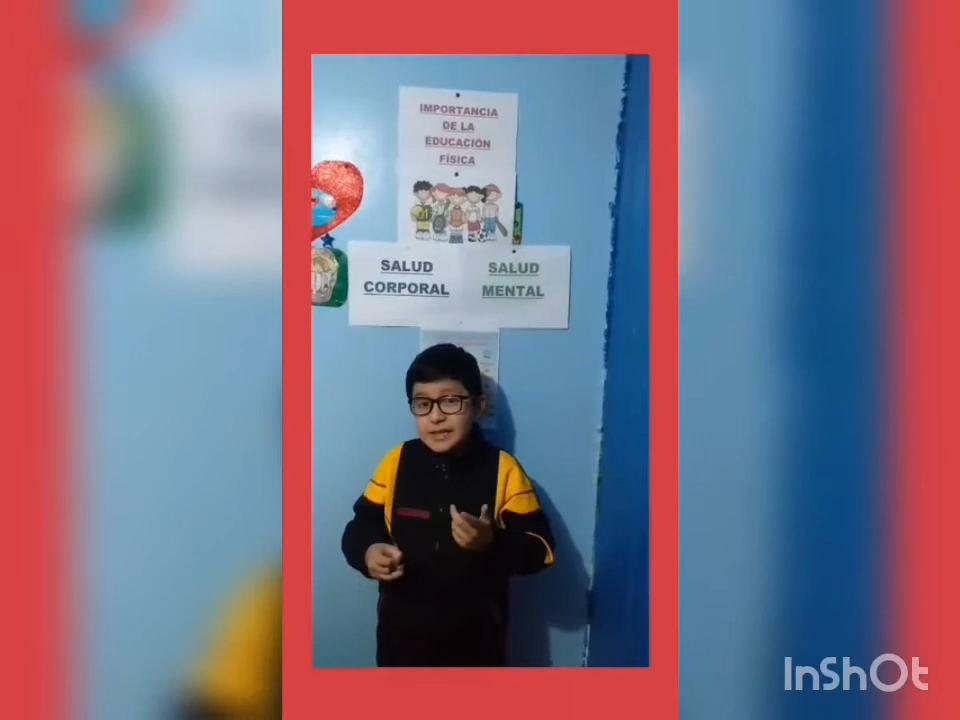 IMPORTANCIA
DE LA
EDUCACIÓN
FÍSICA
SALUD
CORPORAL
SALUD
MENTAL
InShOt